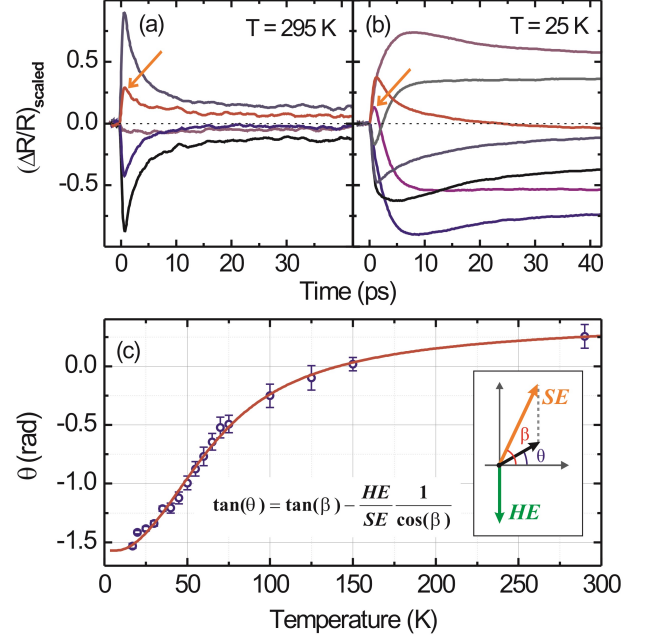 (a) T = 295 K (b) T = 25 K
1.0
0.5
0.0
-0.5
(ΔR/R)scaled
0 10 20 30 0 10 20 30 40
Time (ps)
(c)
0.0
-0.5
-1.0
-1.5
θ (rad)
SE
β
θ
HE
tan(θ) = tan(β) - HE/SE 1/cos(β)
0 50 100 150 200 250 300
Temperature (K)